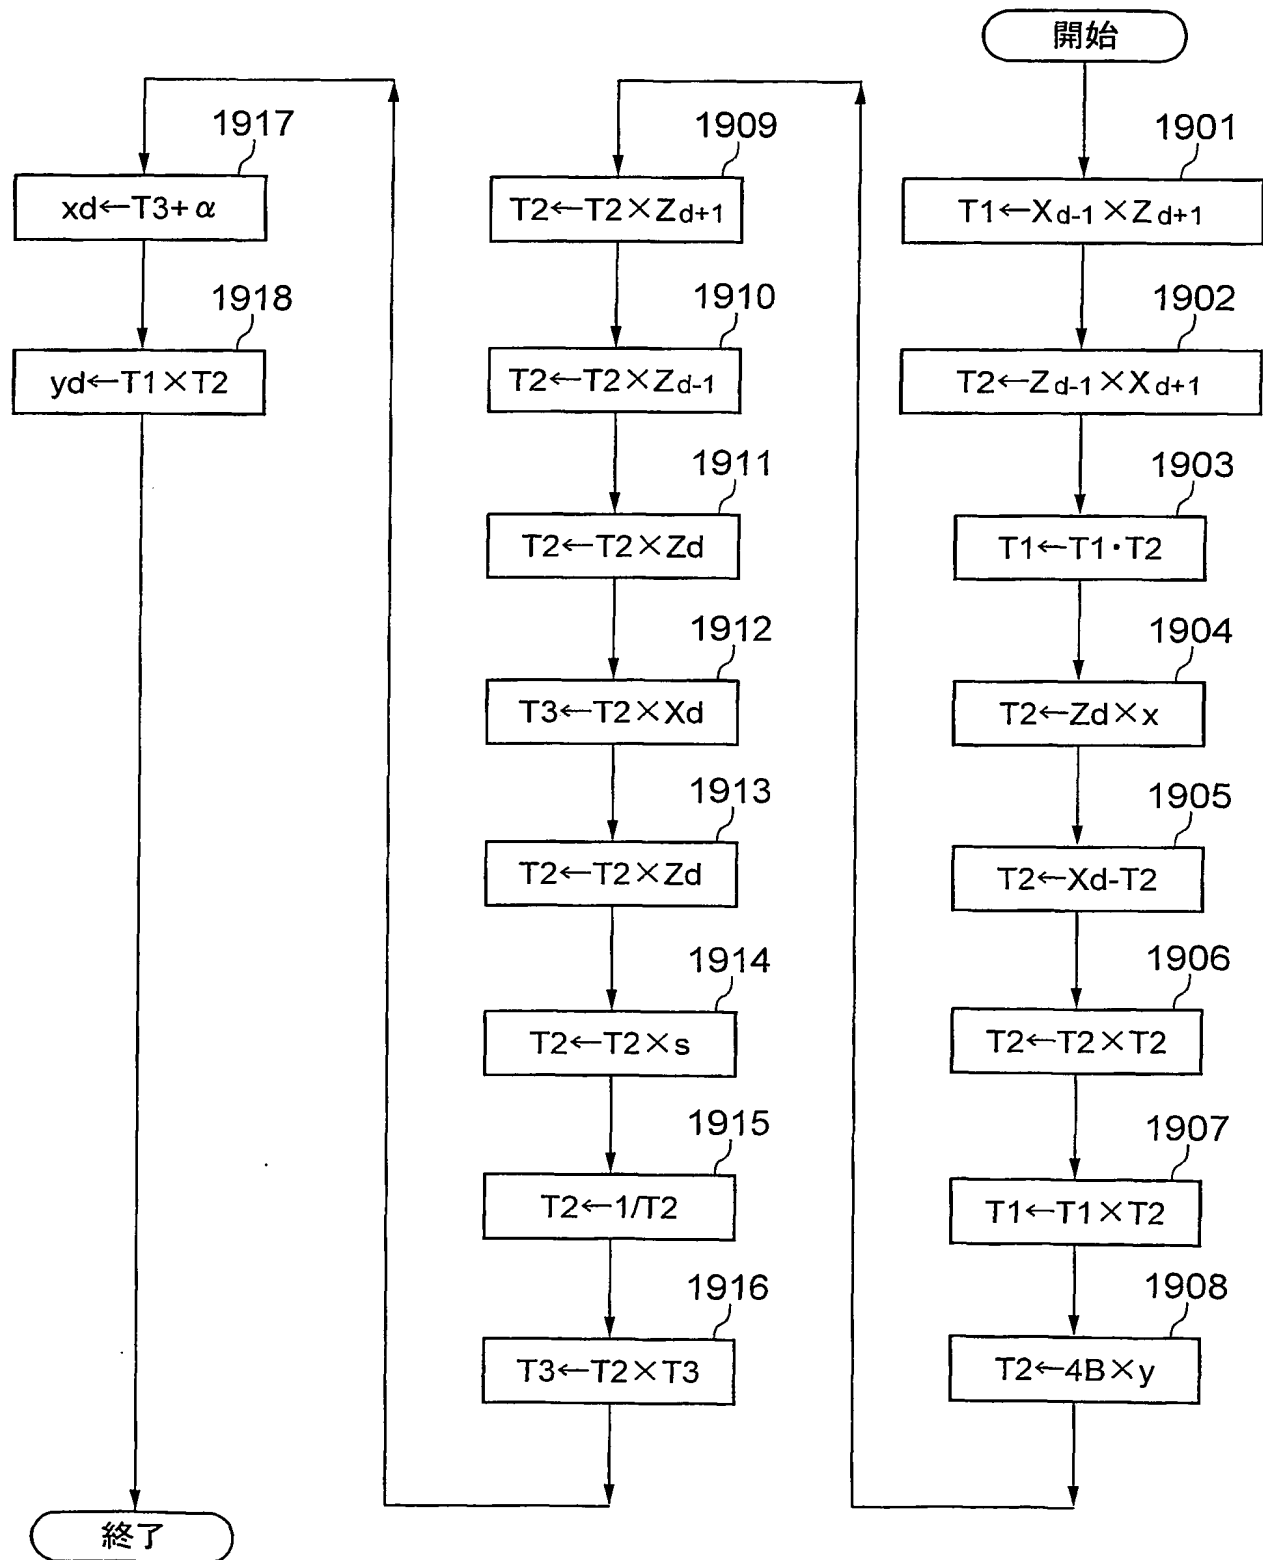 開始
1901
T1←Xd-1×Zd+1
1902
T2←Zd-1×Xd+1
1903
T1←T1・T2
1904
T2←Zd×x
1905
T2←Xd-T2
1906
T2←T2×T2
1907
T1←T1×T2
1908
T2←4B×y
1909
T2←T2×Zd+1
1910
T2←T2×Zd-1
1911
T2←T2×Zd
1912
T3←T2×Xd
1913
T2←T2×Zd
1914
T2←T2×s
1915
T2←1/T2
1916
T3←T2×T3
1917
xd←T3+α
1918
yd←T1×T2
終了